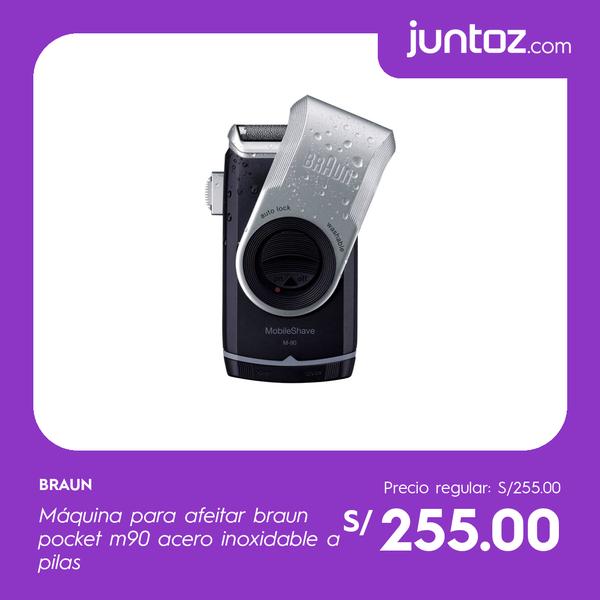 juntoz.com
BRAUN
auto lock
washable
off
MobileShave
M-90
BRAUN
Máquina para afeitar braun
pocket m90 acero inoxidable a
pilas
Precio regular: S/255.00
S/ 255.00